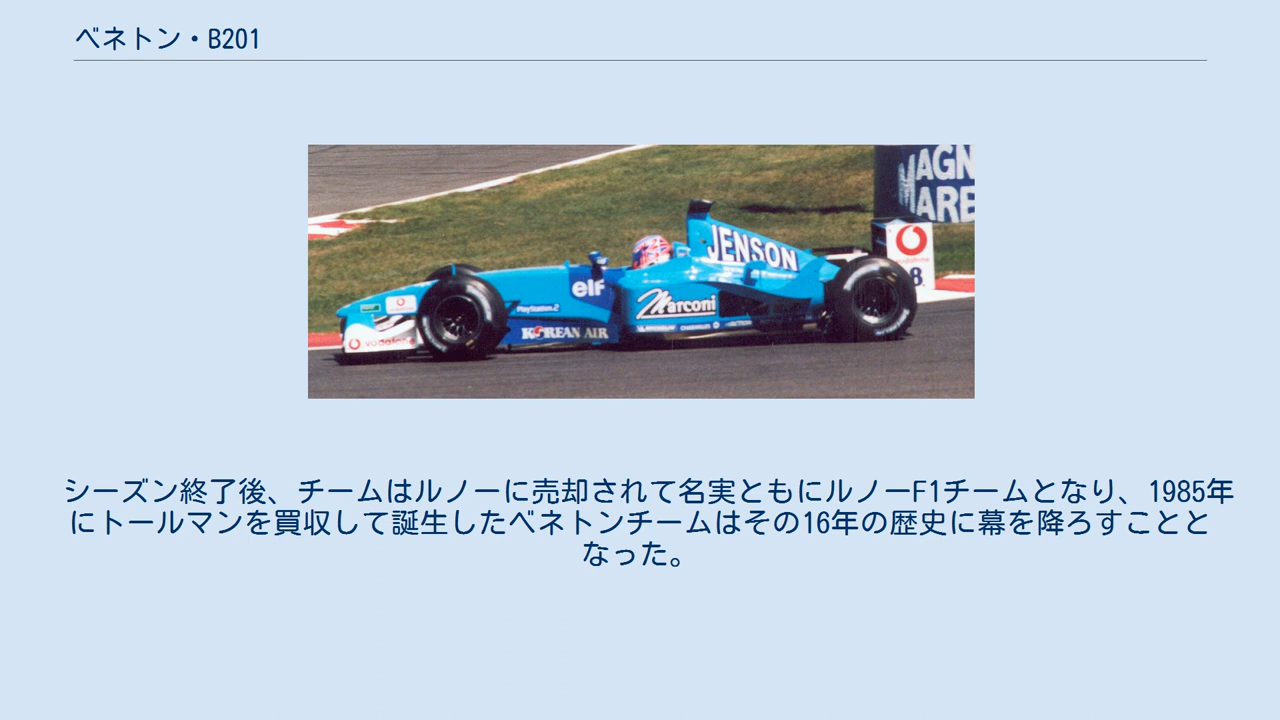 ベネトン・B201
MAGN
MARE
JENSON
vodafone
8
elf
Marconi
PlayStation 2
KOREAN AIR
vodafone
シーズン終了後、チームはルノーに売却されて名実ともにルノーF1チームとなり、1985年
にトールマンを買収して誕生したベネトンチームはその16年の歴史に幕を降ろすことと
なった。